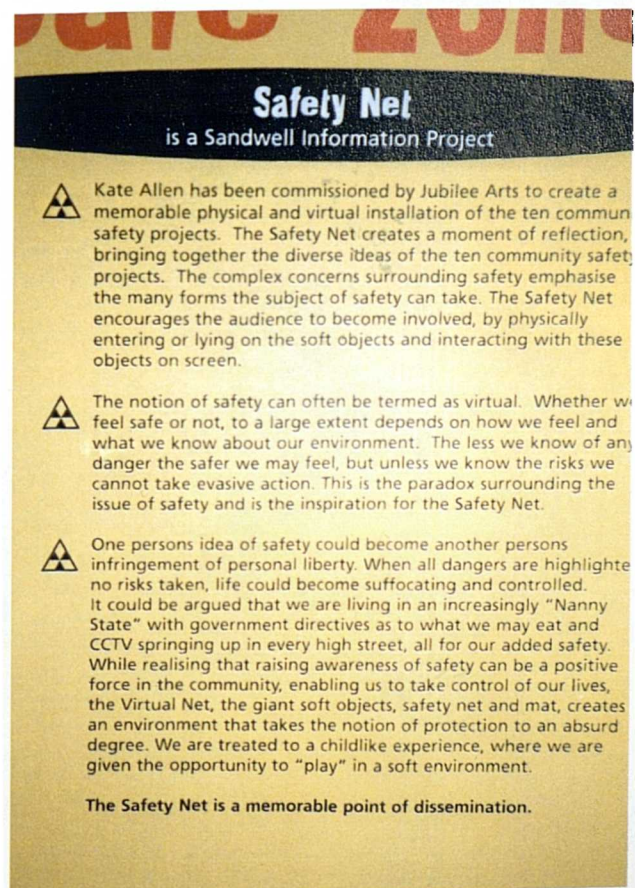 safe zone
Safety Net
is a Sandwell Information Project
Kate Allen has been commissioned by Jubilee Arts to create a
memorable physical and virtual installation of the ten commun
safety projects. The Safety Net creates a moment of reflection,
bringing together the diverse ideas of the ten community safety
projects. The complex concerns surrounding safety emphasise
the many forms the subject of safety can take. The Safety Net
encourages the audience to become involved, by physically
entering or lying on the soft objects and interacting with these
objects on screen.
The notion of safety can often be termed as virtual. Whether we
feel safe or not, to a large extent depends on how we feel and
what we know about our environment. The less we know of any
danger the safer we may feel, but unless we know the risks we
cannot take evasive action. This is the paradox surrounding the
issue of safety and is the inspiration for the Safety Net.
One persons idea of safety could become another persons
infringement of personal liberty. When all dangers are highlighte
no risks taken, life could become suffocating and controlled.
It could be argued that we are living in an increasingly "Nanny
State" with government directives as to what we may eat and
CCTV springing up in every high street, all for our added safety.
While realising that raising awareness of safety can be a positive
force in the community, enabling us to take control of our lives,
the Virtual Net, the giant soft objects, safety net and mat, creates
an environment that takes the notion of protection to an absurd
degree. We are treated to a childlike experience, where we are
given the opportunity to "play" in a soft environment.
The Safety Net is a memorable point of dissemination.